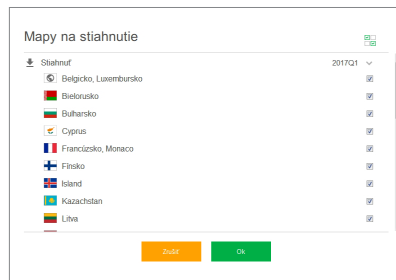 Mapy na stiahnutie
Stiahnuť 2017Q1
Belgicko, Luxembursko
Bielorusko
Bulharsko
Cyprus
Francúzsko, Monaco
Fínsko
Island
Kazachstan
Litva
Zrušiť Ok